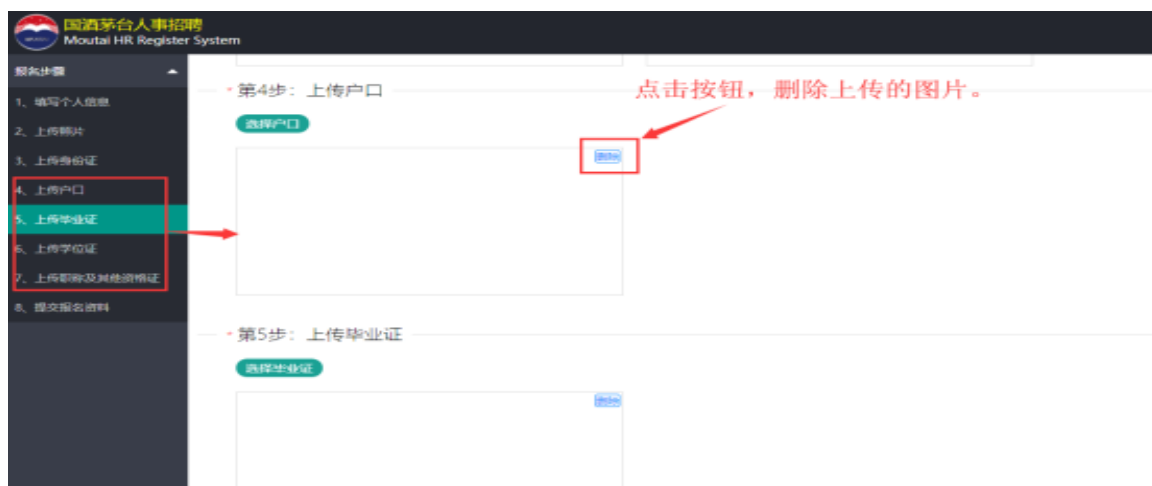 国酒茅台人事招聘
Moutai HR Register System
报名步骤
1、填写个人信息
2、上传照片
3、上传身份证
4、上传户口
5、上传毕业证
6、上传学位证
7、上传职称及其他资格证
8、提交报名资料
*第4步：上传户口
选择户口
删除
点击按钮，删除上传的图片。
*第5步：上传毕业证
选择毕业证
删除